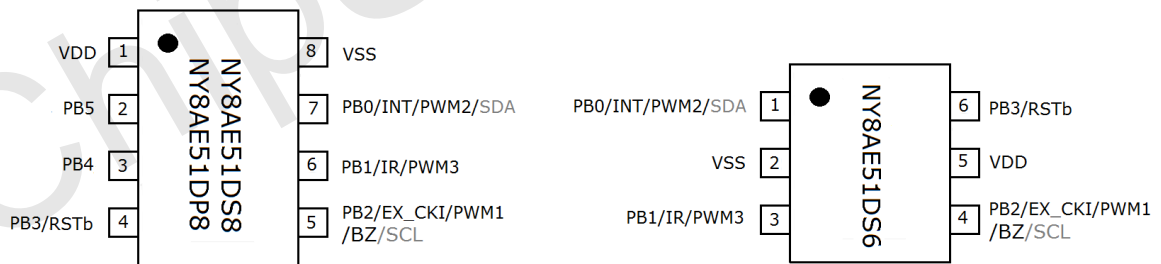 VDD 1 8 VSS
PB5 2 7 PB0/INT/PWM2/SDA
PB4 3 6 PB1/IR/PWM3
PB3/RSTb 4 5 PB2/EX_CKI/PWM1
/BZ/SCL
NY8AE51DS8
NY8AE51DP8
PB0/INT/PWM2/SDA 1 6 PB3/RSTb
VSS 2 5 VDD
PB1/IR/PWM3 3 4 PB2/EX_CKI/PWM1
/BZ/SCL
NY8AE51DS6